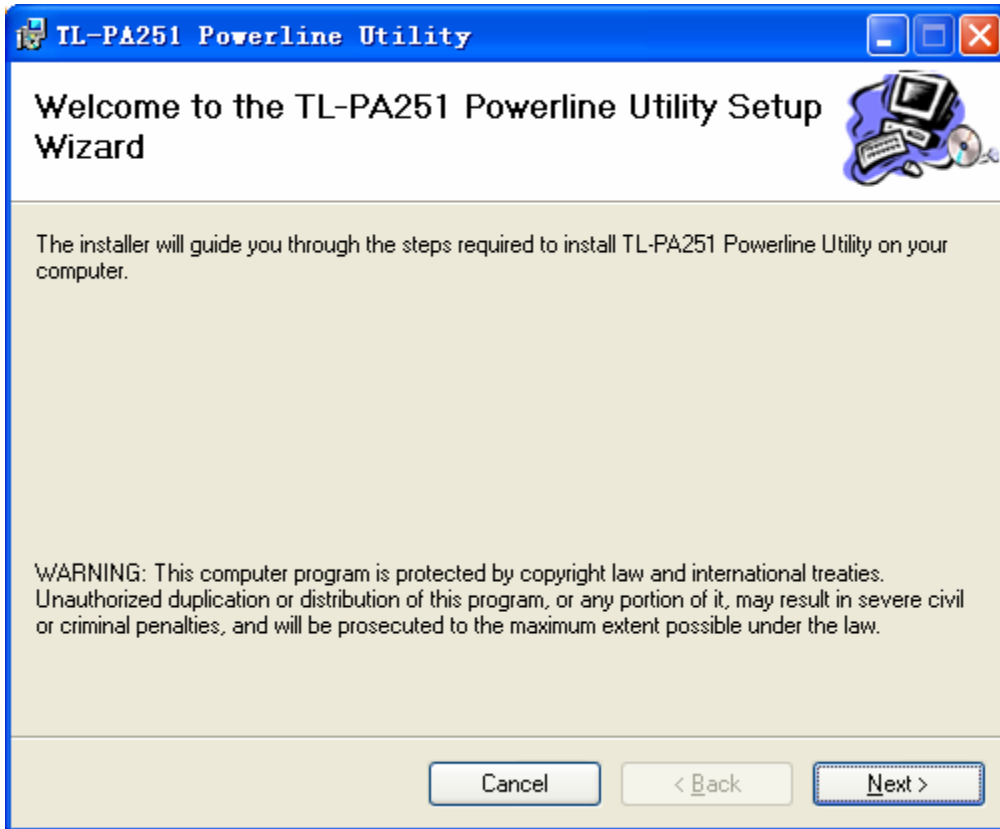 TL-PA251 Powerline Utility
Welcome to the TL-PA251 Powerline Utility Setup
Wizard
The installer will guide you through the steps required to install TL-PA251 Powerline Utility on your
computer.
WARNING: This computer program is protected by copyright law and international treaties.
Unauthorized duplication or distribution of this program, or any portion of it, may result in severe civil
or criminal penalties, and will be prosecuted to the maximum extent possible under the law.
Cancel
< Back
Next >